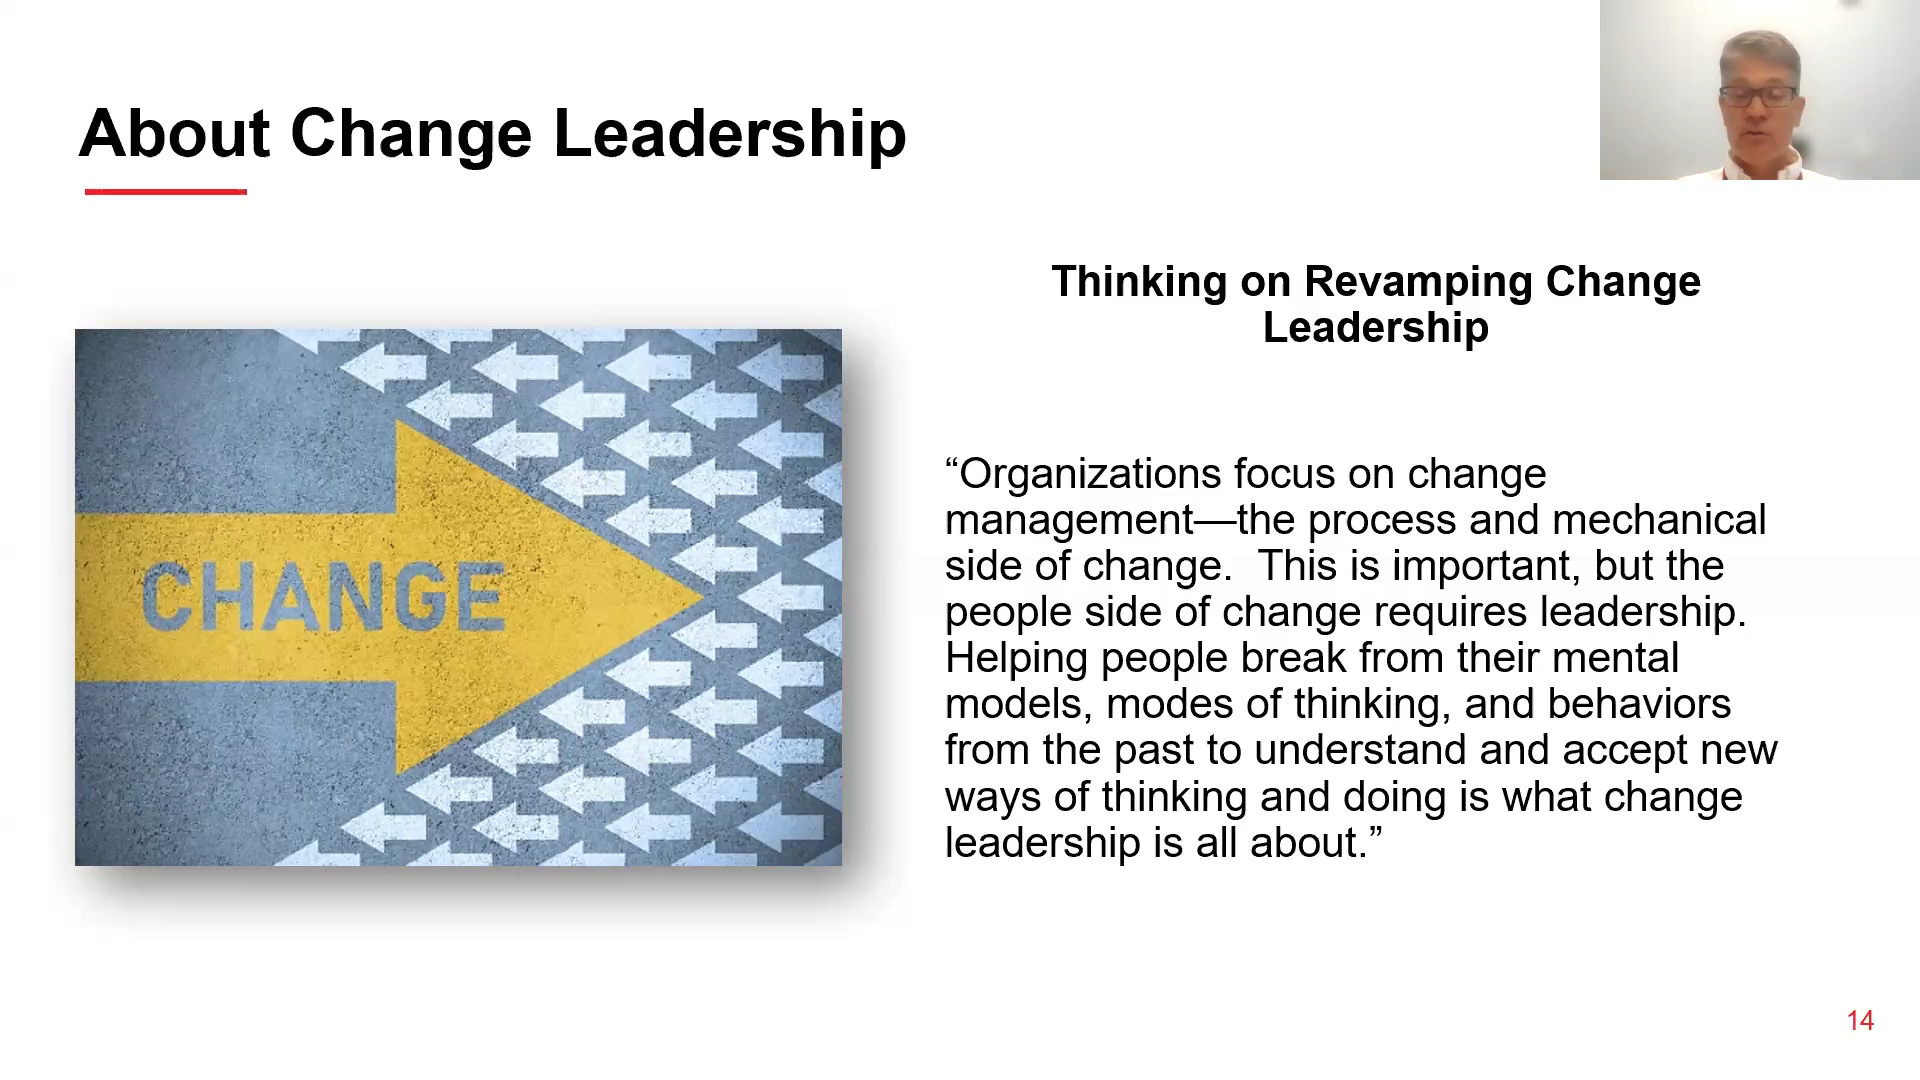 About Change Leadership
Thinking on Revamping Change
Leadership
CHANGE
“Organizations focus on change
management—the process and mechanical
side of change.  This is important, but the
people side of change requires leadership.
Helping people break from their mental
models, modes of thinking, and behaviors
from the past to understand and accept new
ways of thinking and doing is what change
leadership is all about.”
14